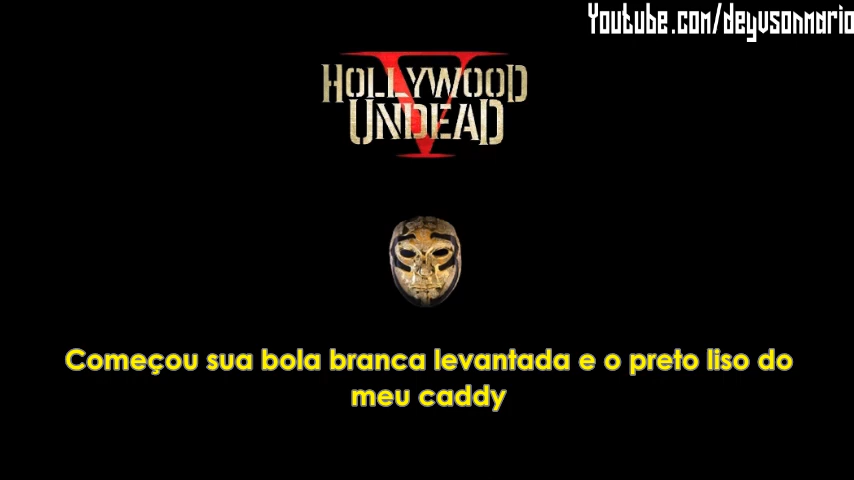 Youtube.com/deyvsonmario
HOLLYWOOD
UNDEAD
Começou sua bola branca levantada e o preto liso do
meu caddy